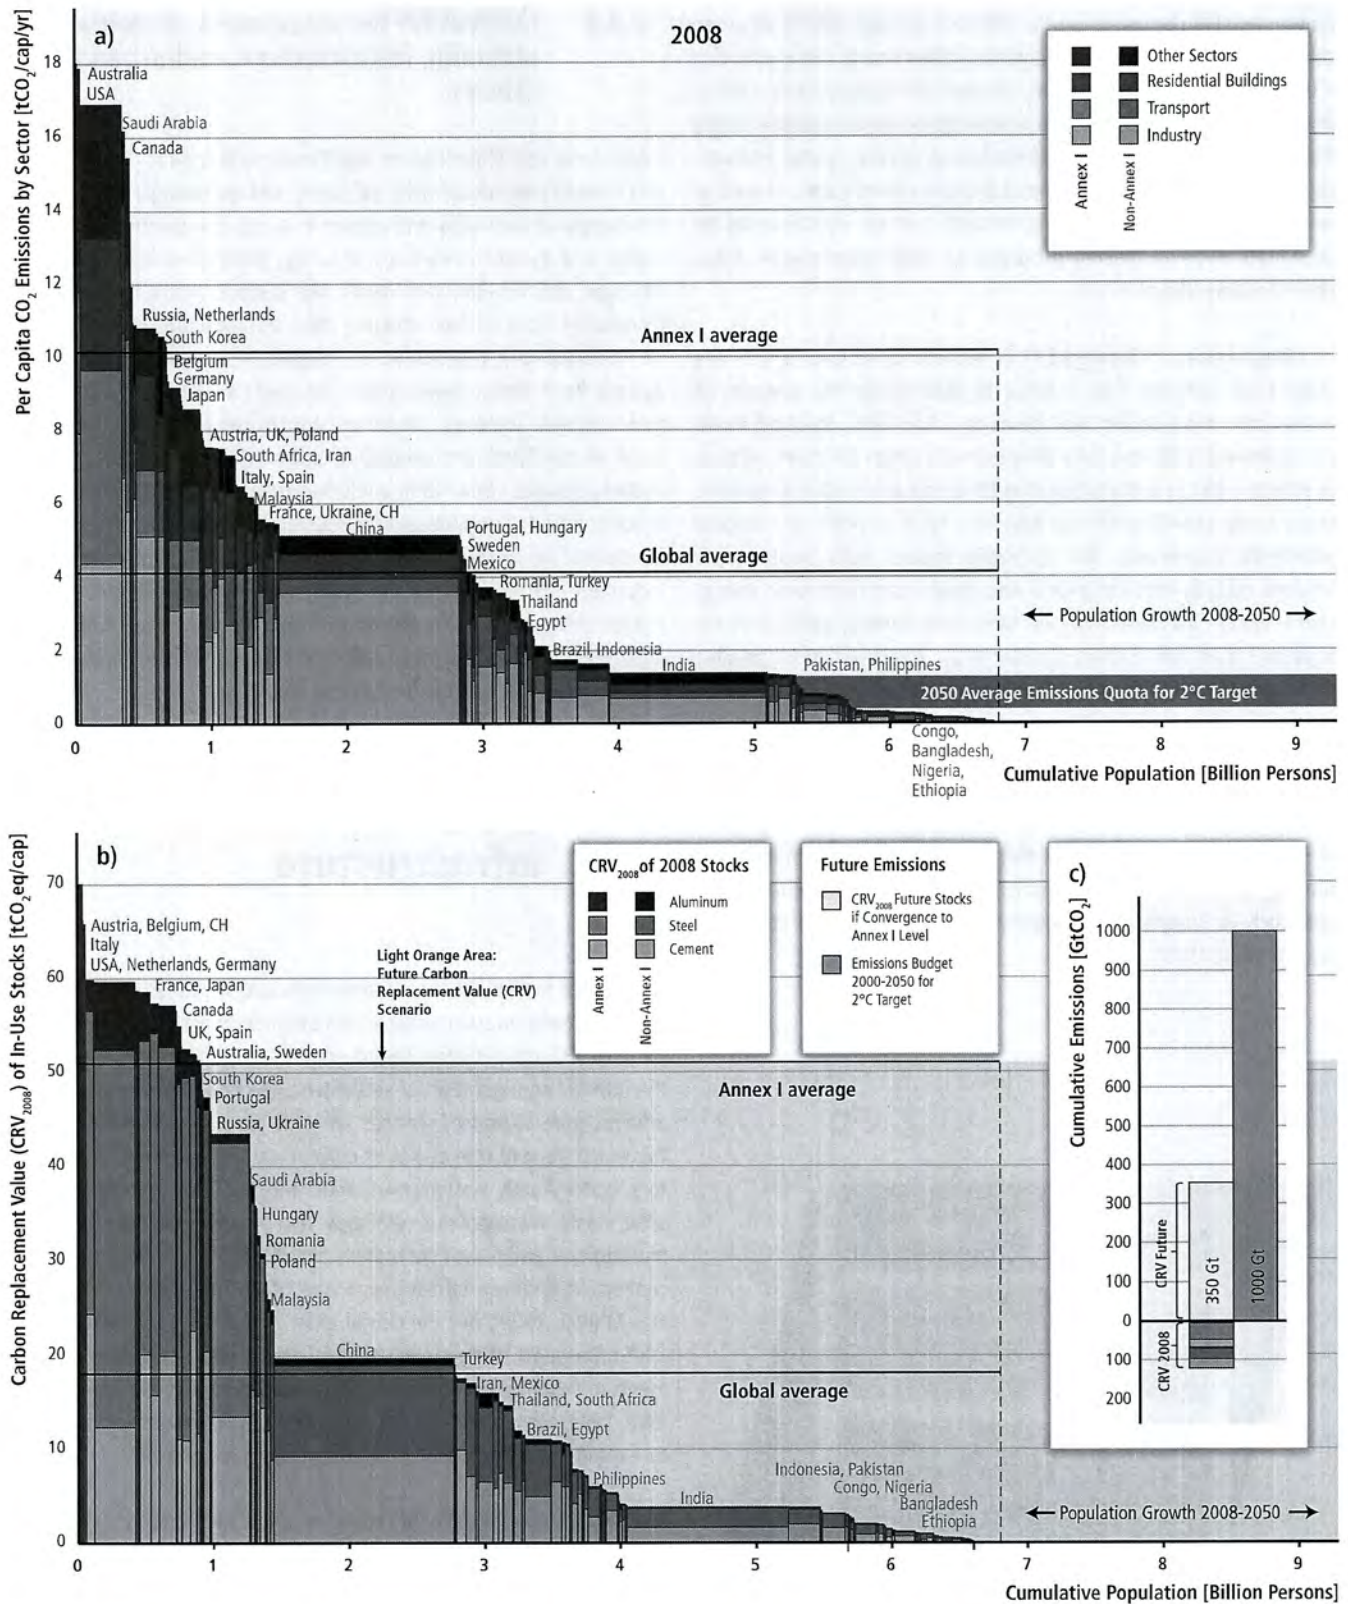 a)
2008
Per Capita CO₂ Emissions by Sector [tCO₂/cap/yr]
18
16
14
12
10
8
6
4
2
0
Australia
USA
Saudi Arabia
Canada
Russia, Netherlands
South Korea
Belgium
Germany
Japan
Austria, UK, Poland
South Africa, Iran
Italy, Spain
Malaysia
France, Ukraine, CH
China
Portugal, Hungary
Sweden
Mexico
Romania, Turkey
Thailand
Egypt
Brazil, Indonesia
India
Pakistan, Philippines
Congo,
Bangladesh,
Nigeria,
Ethiopia
Annex I average
Global average
Population Growth 2008-2050
2050 Average Emissions Quota for 2°C Target
Other Sectors
Residential Buildings
Transport
Industry
Annex I
Non-Annex I
0 1 2 3 4 5 6 7 8 9
Cumulative Population [Billion Persons]
b)
Carbon Replacement Value (CRV₂₀₀₈) of In-Use Stocks [tCO₂eq/cap]
70
60
50
40
30
20
10
0
Austria, Belgium, CH
Italy
USA, Netherlands, Germany
France, Japan
Canada
UK, Spain
Australia, Sweden
South Korea
Portugal
Russia, Ukraine
Saudi Arabia
Hungary
Romania
Poland
Malaysia
China
Turkey
Iran, Mexico
Thailand, South Africa
Brazil, Egypt
Philippines
India
Indonesia, Pakistan
Congo, Nigeria
Bangladesh
Ethiopia
Light Orange Area:
Future Carbon
Replacement Value (CRV)
Scenario
CRV₂₀₀₈ of 2008 Stocks
Aluminum
Steel
Cement
Annex I
Non-Annex I
Future Emissions
CRV₂₀₀₈ Future Stocks
if Convergence to
Annex I Level
Emissions Budget
2000-2050 for
2°C Target
Annex I average
Global average
Population Growth 2008-2050
0 1 2 3 4 5 6 7 8 9
Cumulative Population [Billion Persons]
c)
Cumulative Emissions [GtCO₂]
1000
900
800
700
600
500
400
300
200
100
0
100
200
CRV Future
CRV 2008
350 Gt
1000 Gt